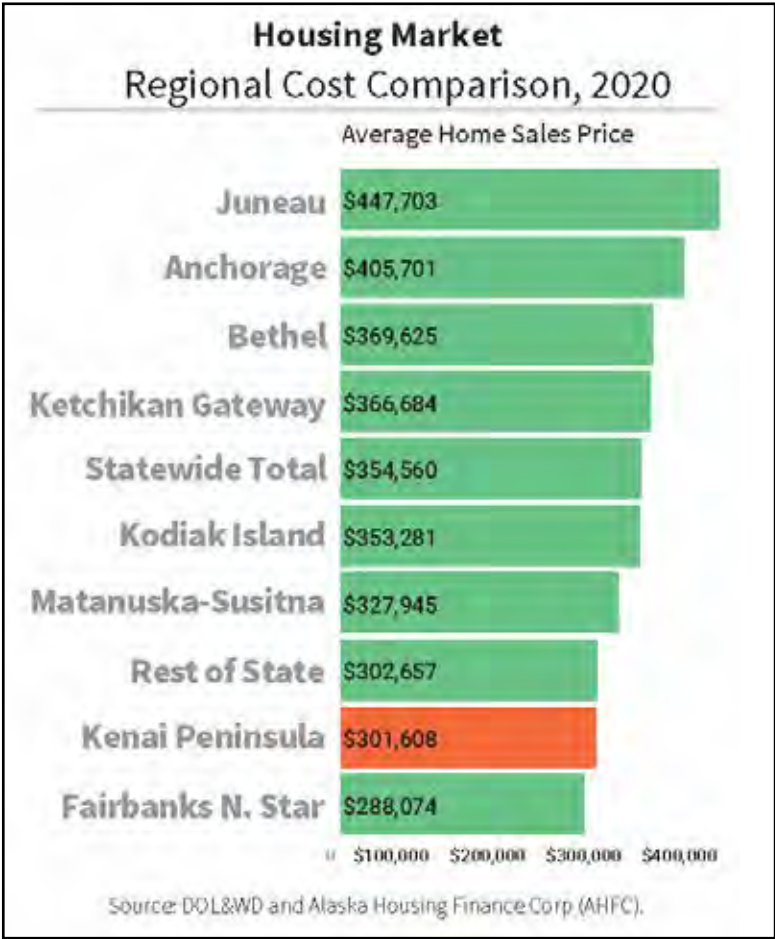 Housing Market
Regional Cost Comparison, 2020
Average Home Sales Price
Juneau $447,703
Anchorage $405,701
Bethel $369,625
Ketchikan Gateway $366,684
Statewide Total $354,560
Kodiak Island $353,281
Matanuska-Susitna $327,945
Rest of State $302,657
Kenai Peninsula $301,608
Fairbanks N. Star $288,074
0 $100,000 $200,000 $300,000 $400,000
Source: DOL&WD and Alaska Housing Finance Corp (AHFC).